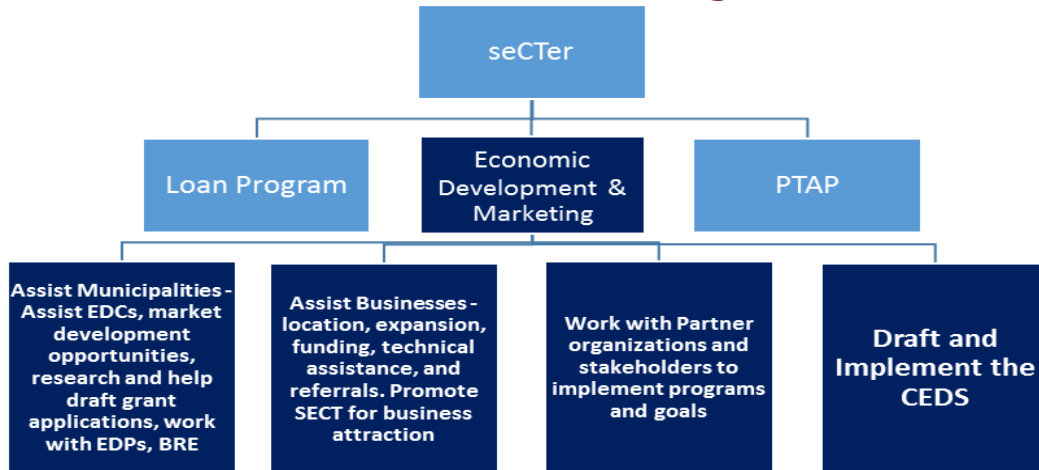 seCTer
Loan Program
Economic
Development &
Marketing
PTAP
Assist Municipalities -
Assist EDCs, market
development
opportunities,
research and help
draft grant
applications, work
with EDPs, BRE
Assist Businesses -
location, expansion,
funding, technical
assistance, and
referrals. Promote
SECT for business
attraction
Work with Partner
organizations and
stakeholders to
implement programs
and goals
Draft and
Implement the
CEDS